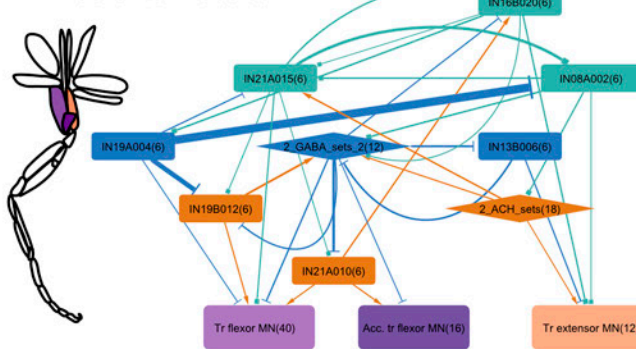 IN16B020(6)
IN21A015(6)
IN08A002(6)
IN19A004(6)
2_GABA_sets_2(12)
IN13B006(6)
IN19B012(6)
2_ACH_sets(18)
IN21A010(6)
Tr flexor MN(40)
Acc. tr flexor MN(16)
Tr extensor MN(12